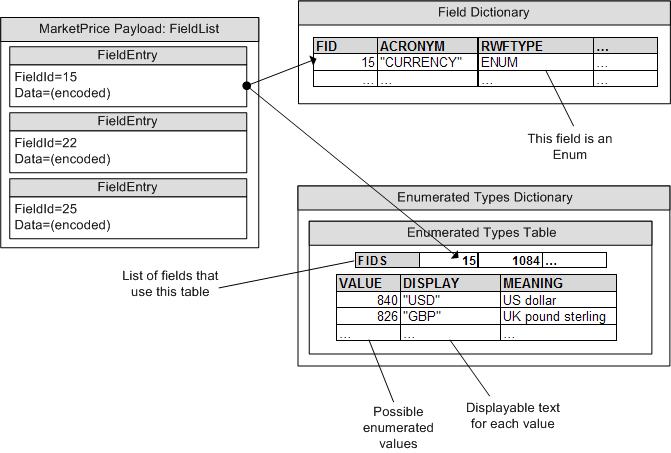 MarketPrice Payload: FieldList
FieldEntry
FieldId=15
Data=(encoded)
FieldEntry
FieldId=22
Data=(encoded)
FieldEntry
FieldId=25
Data=(encoded)
Field Dictionary
FID ACRONYM RWFTYPE ...
15 "CURRENCY" ENUM
... ... ...
This field is an
Enum
Enumerated Types Dictionary
Enumerated Types Table
FIDS 15 1084 ...
List of fields that
use this table
VALUE DISPLAY MEANING
840 "USD" US dollar
826 "GBP" UK pound sterling
... ... ...
Possible
enumerated
values
Displayable text
for each value